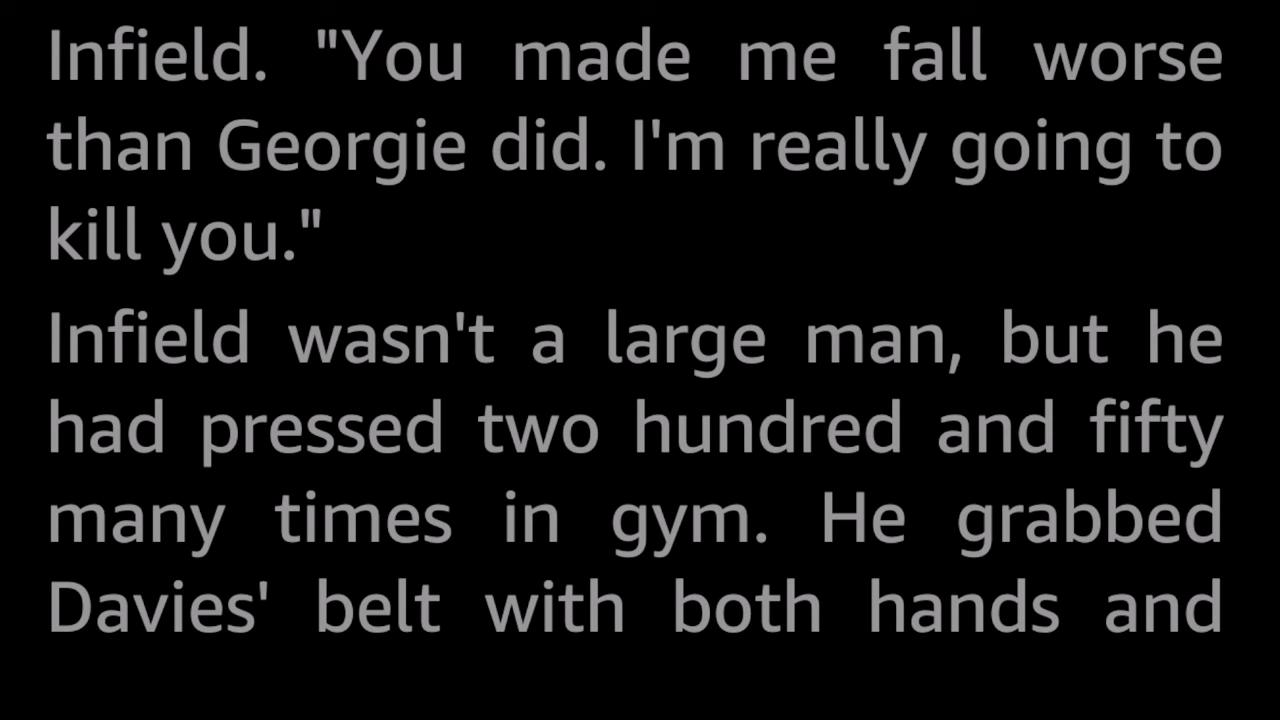 Infield. "You made me fall worse
than Georgie did. I'm really going to
kill you."
Infield wasn't a large man, but he
had pressed two hundred and fifty
many times in gym. He grabbed
Davies' belt with both hands and